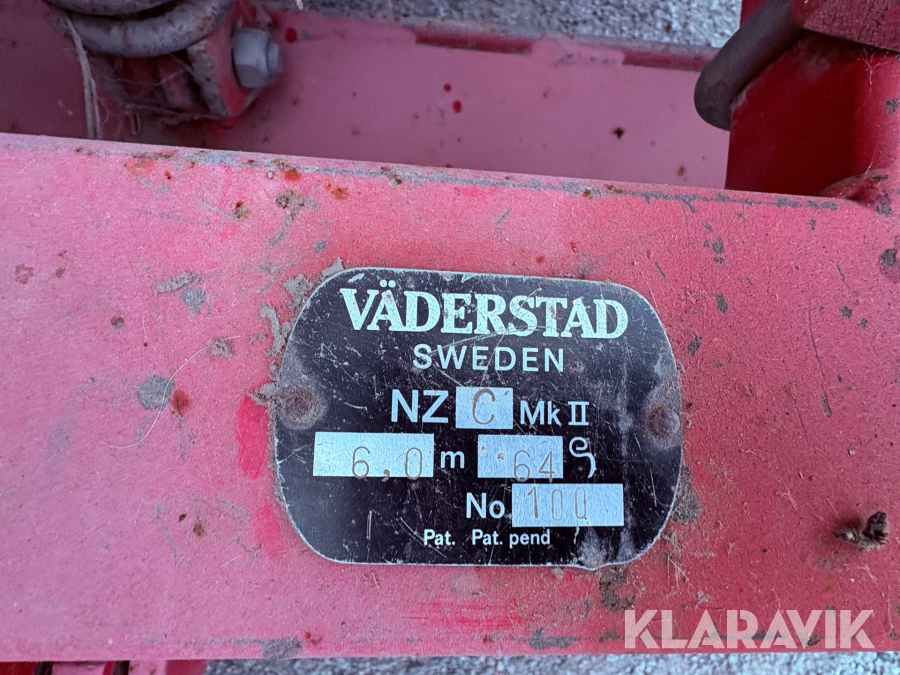 VÄDERSTAD
SWEDEN
NZ C Mk II
6,0 m 64
No. 100
Pat. Pat. pend
KLARAVIK